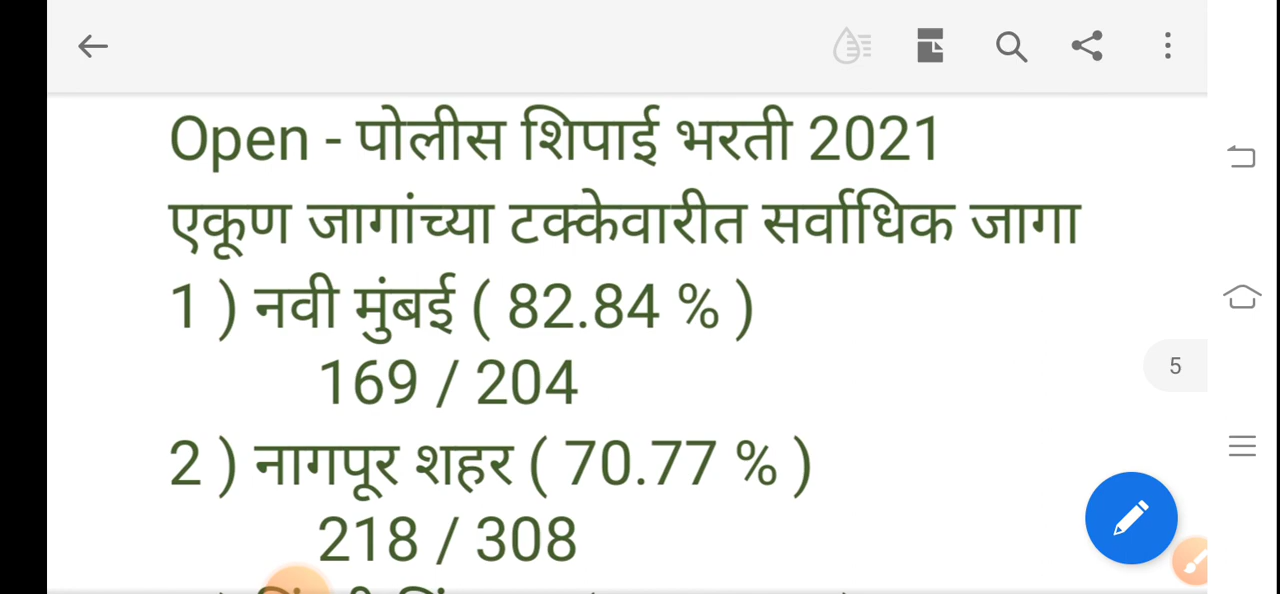 Open - पोलीस शिपाई भरती 2021
एकूण जागांच्या टक्केवारीत सर्वाधिक जागा
1 ) नवी मुंबई ( 82.84 % )
169 / 204
5
2 ) नागपूर शहर ( 70.77 % )
218 / 308